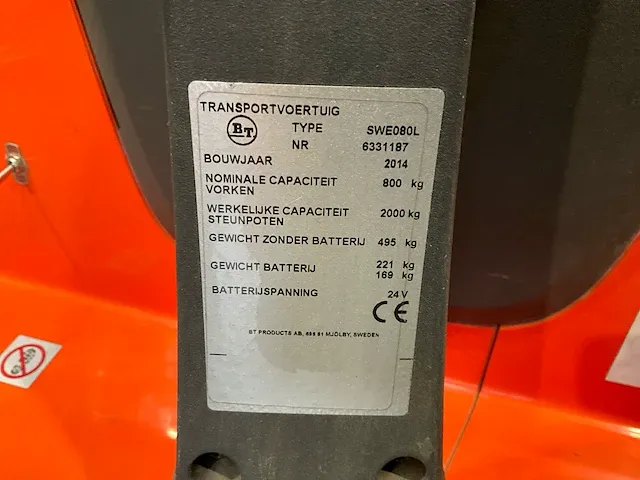 TRANSPORTVOERTUIG
BT TYPE SWE080L
NR 6331187
BOUWJAAR 2014
NOMINALE CAPACITEIT 800 kg
VORKEN
WERKELIJKE CAPACITEIT 2000 kg
STEUNPOTEN
GEWICHT ZONDER BATTERIJ 495 kg
GEWICHT BATTERIJ 221 kg
169 kg
BATTERIJSPANNING 24 V
CE
BT PRODUCTS AB, 595 81 MJÖLBY, SWEDEN